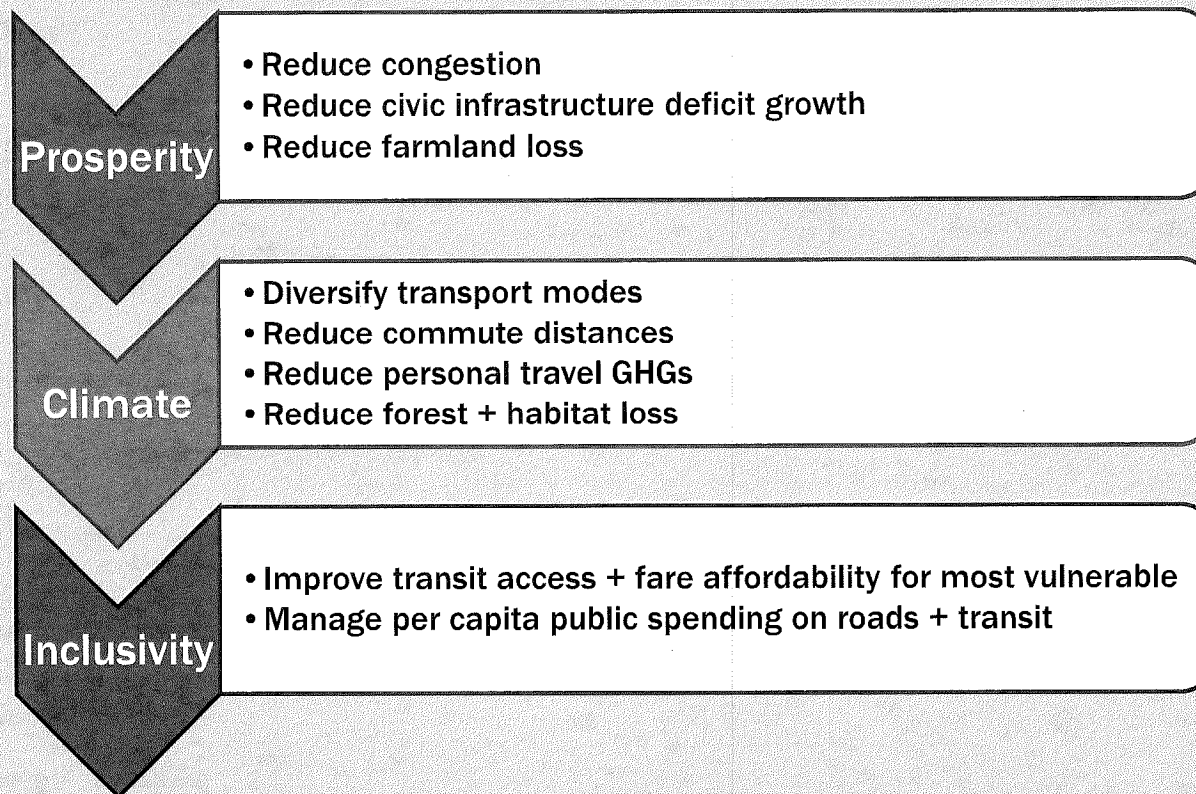 Prosperity
• Reduce congestion
• Reduce civic infrastructure deficit growth
• Reduce farmland loss
Climate
• Diversify transport modes
• Reduce commute distances
• Reduce personal travel GHGs
• Reduce forest + habitat loss
Inclusivity
• Improve transit access + fare affordability for most vulnerable
• Manage per capita public spending on roads + transit